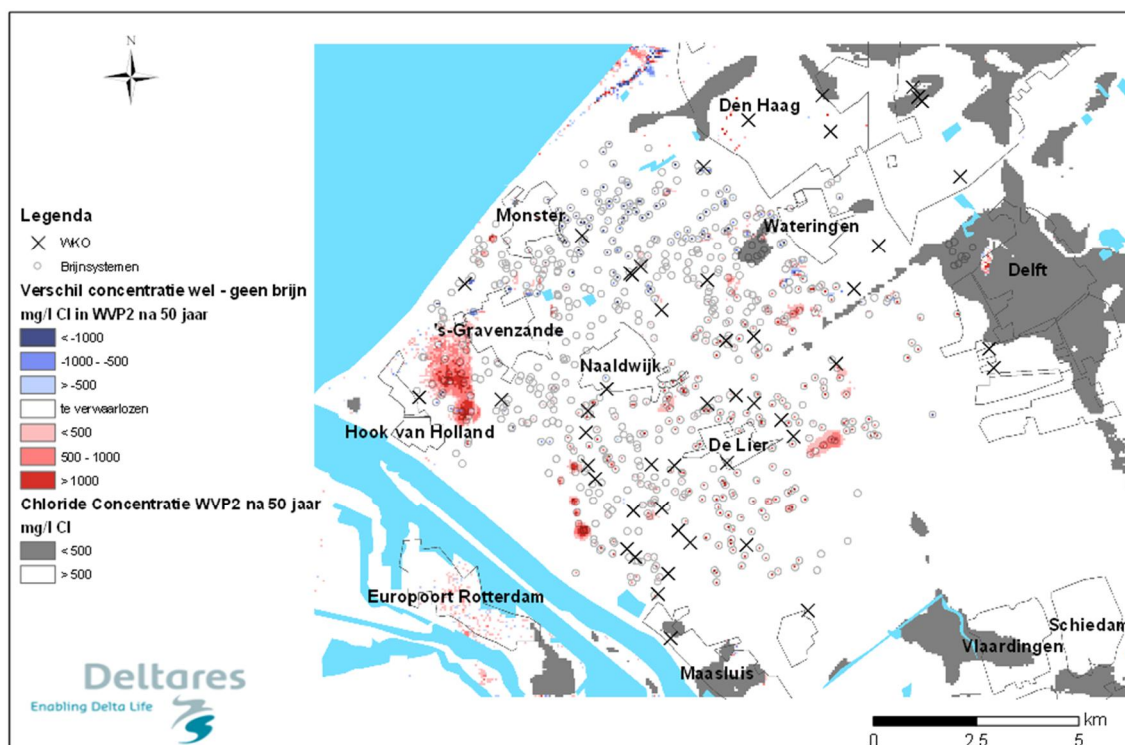 N
Legenda
WKO
Brijnsystemen
Verschil concentratie wel - geen brijn
mg/l Cl in WVP2 na 50 jaar
< -1000
-1000 - -500
> -500
te verwaarlozen
< 500
500 - 1000
> 1000
Chloride Concentratie WVP2 na 50 jaar
mg/l Cl
< 500
> 500
Den Haag
Monster
Wateringen
Delft
's-Gravenzande
Naaldwijk
Hook van Holland
De Lier
Europoort Rotterdam
Schiedam
Vlaardingen
Maasluis
Deltares
Enabling Delta Life
km
0 2.5 5